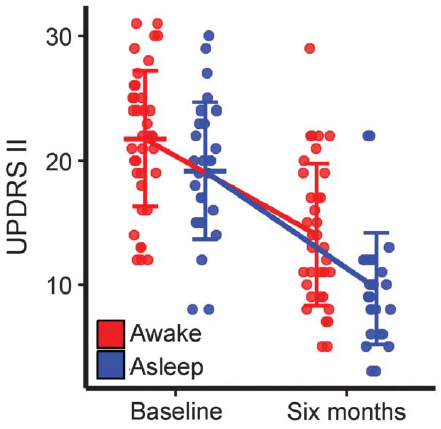 UPDRS II
30
20
10
Awake
Asleep
Baseline Six months